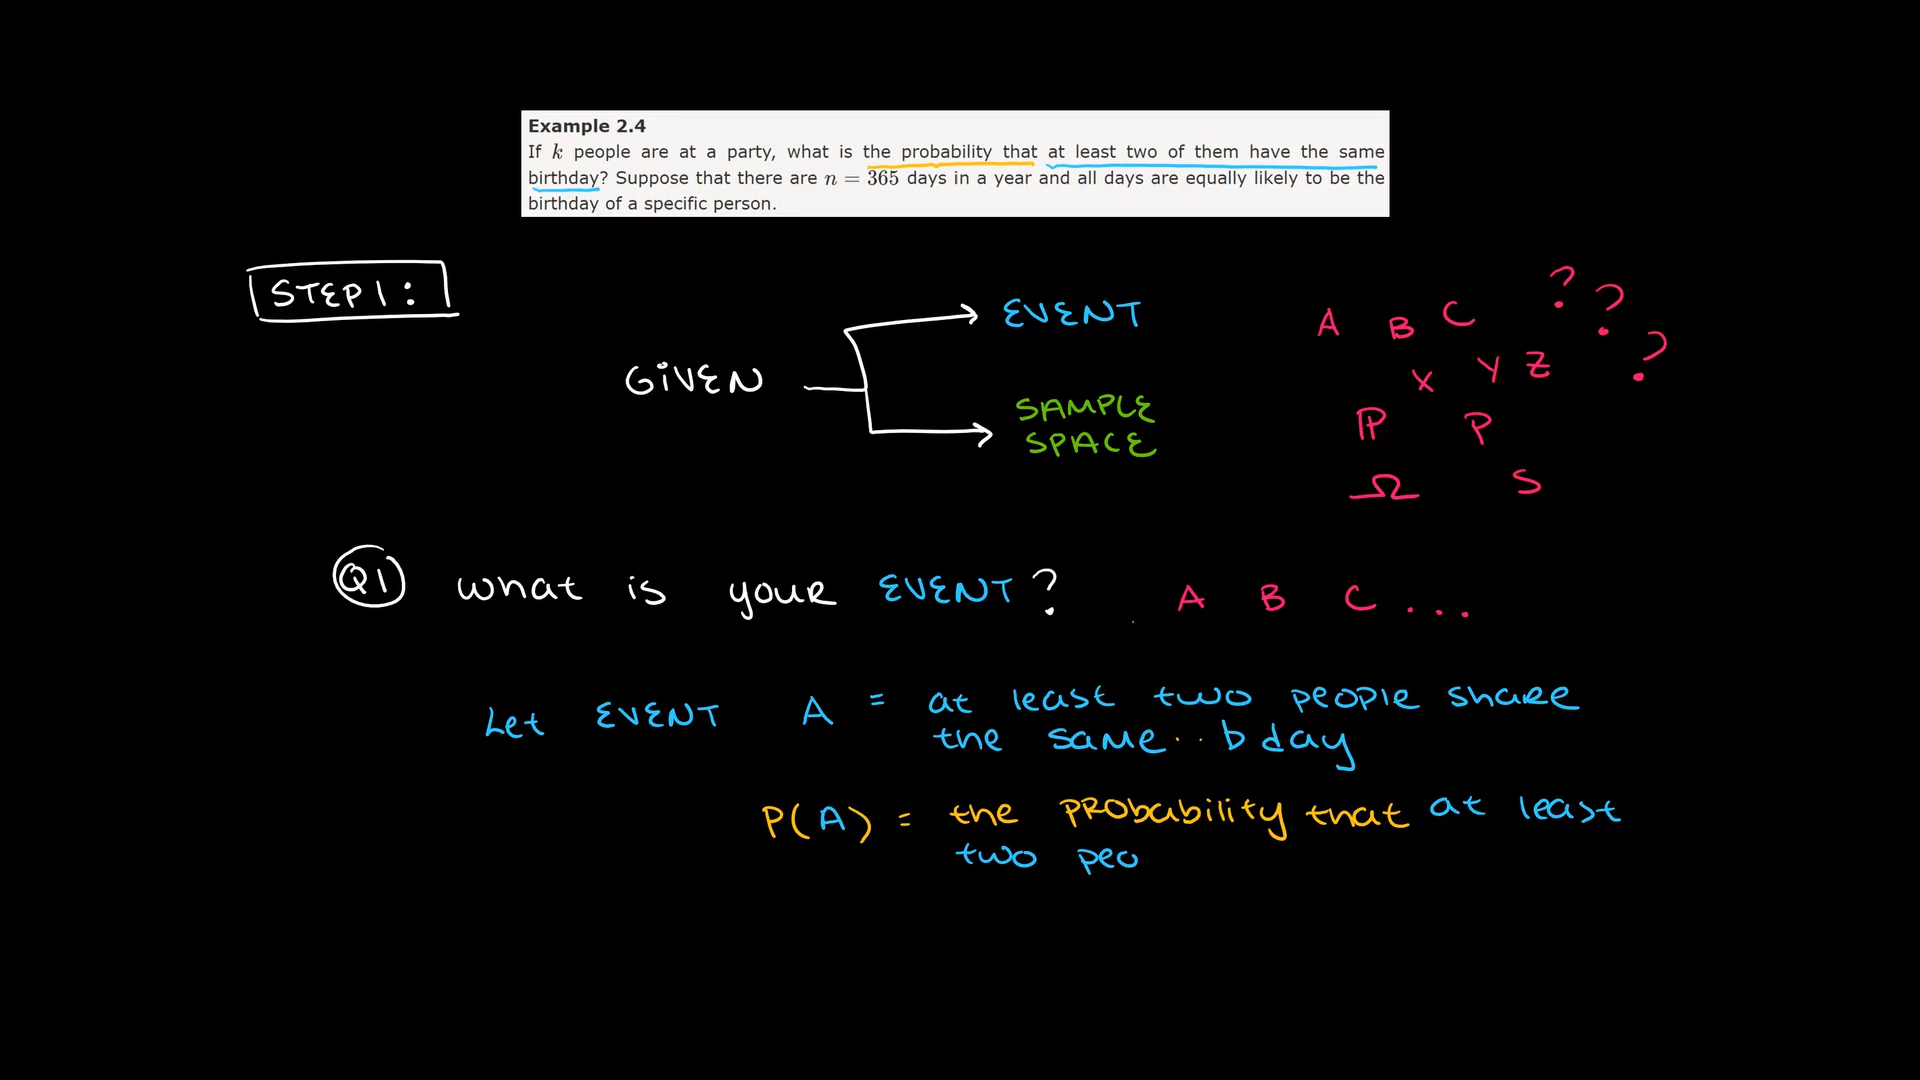 Example 2.4
If k people are at a party, what is the probability that at least two of them have the same
birthday? Suppose that there are n = 365 days in a year and all days are equally likely to be the
birthday of a specific person.
STEP 1:
GIVEN
EVENT
SAMPLE
SPACE
A B C ? ? ?
X Y Z
ℙ P
Ω S
Q1 what is your EVENT? A B C ...
Let EVENT A = at least two people share
the same bday
P(A) = the PRObability that at least
two peo